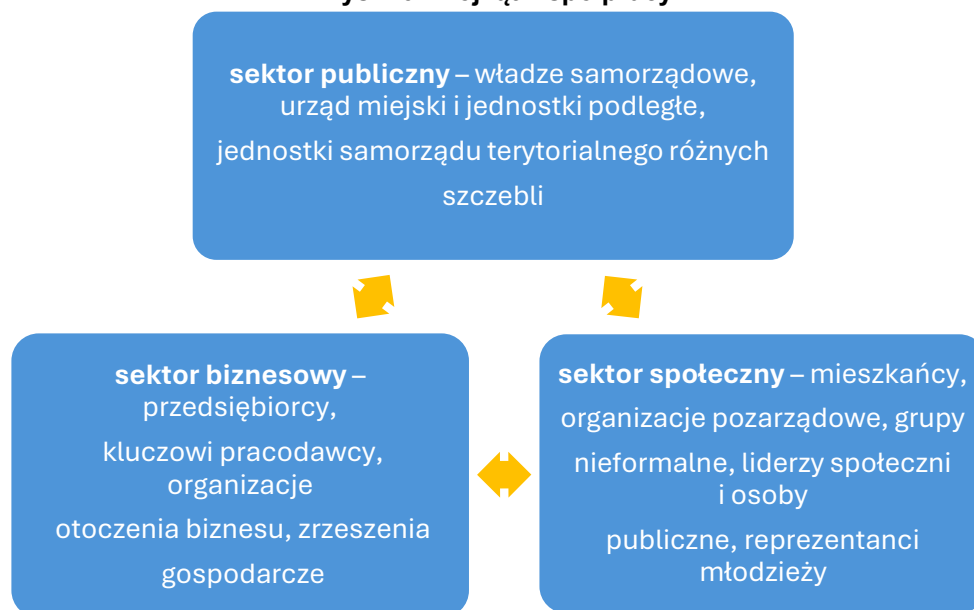 sektor publiczny – władze samorządowe,
urząd miejski i jednostki podległe,
jednostki samorządu terytorialnego różnych
szczebli
sektor biznesowy –
przedsiębiorcy,
kluczowi pracodawcy,
organizacje
otoczenia biznesu, zrzeszenia
gospodarcze
sektor społeczny – mieszkańcy,
organizacje pozarządowe, grupy
nieformalne, liderzy społeczni
i osoby
publiczne, reprezentanci
młodzieży